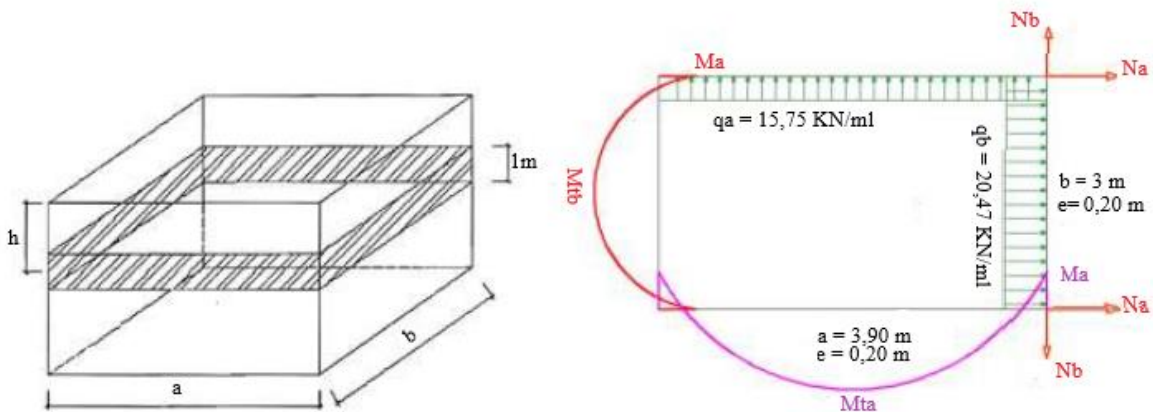 1m
h
b
a
Nb
Ma
Na
qa = 15,75 KN/ml
Mtb
qb = 20,47 KN/ml
b = 3 m
e= 0,20 m
Ma
Na
a = 3,90 m
e = 0,20 m
Nb
Mta